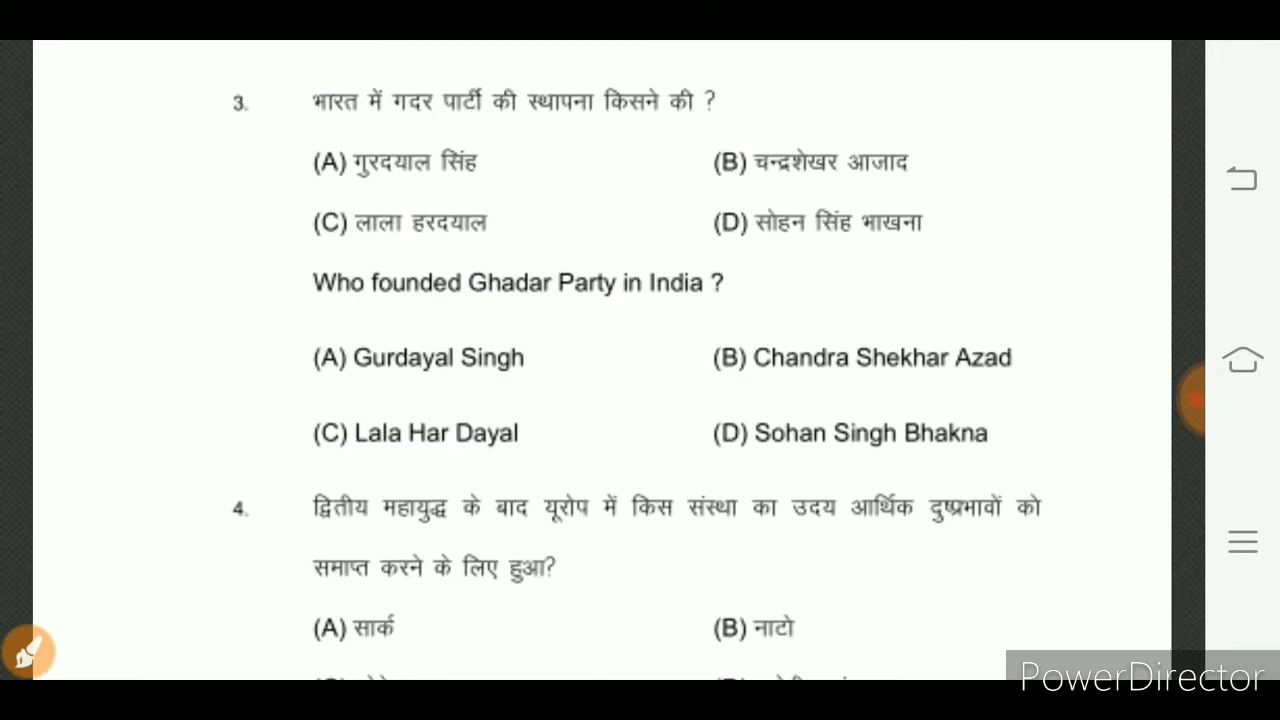 3. भारत में गदर पार्टी की स्थापना किसने की ?
(A) गुरदयाल सिंह (B) चन्द्रशेखर आजाद
(C) लाला हरदयाल (D) सोहन सिंह भाखना
Who founded Ghadar Party in India ?
(A) Gurdayal Singh (B) Chandra Shekhar Azad
(C) Lala Har Dayal (D) Sohan Singh Bhakna
4. द्वितीय महायुद्ध के बाद यूरोप में किस संस्था का उदय आर्थिक दुष्प्रभावों को
समाप्त करने के लिए हुआ?
(A) सार्क (B) नाटो
PowerDirector